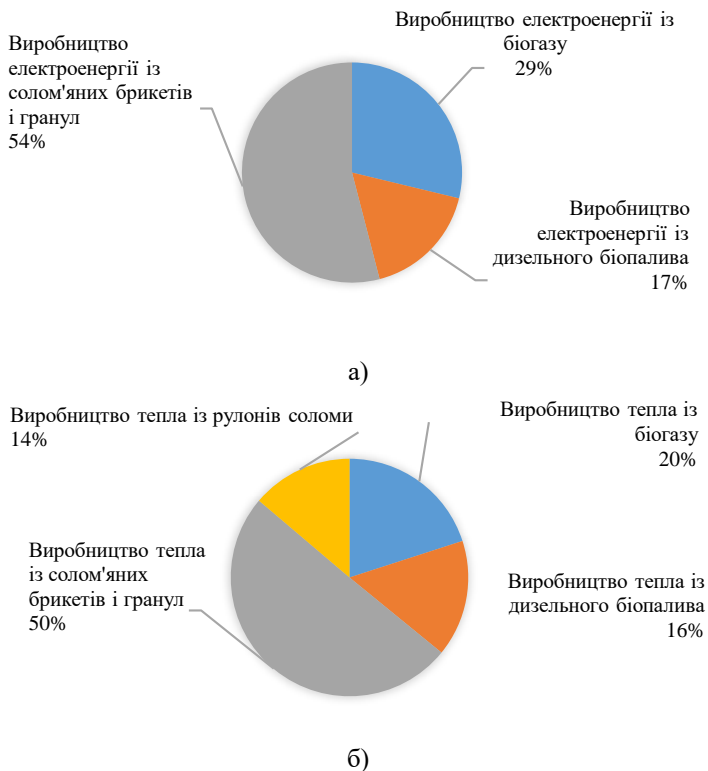 Виробництво
електроенергії із
солом'яних брикетів
і гранул
54%
Виробництво електроенергії із
біогазу
29%
Виробництво
електроенергії із
дизельного біопалива
17%
а)
Виробництво тепла із рулонів соломи
14%
Виробництво тепла із
біогазу
20%
Виробництво тепла
із солом'яних
брикетів і гранул
50%
Виробництво тепла із
дизельного біопалива
16%
б)